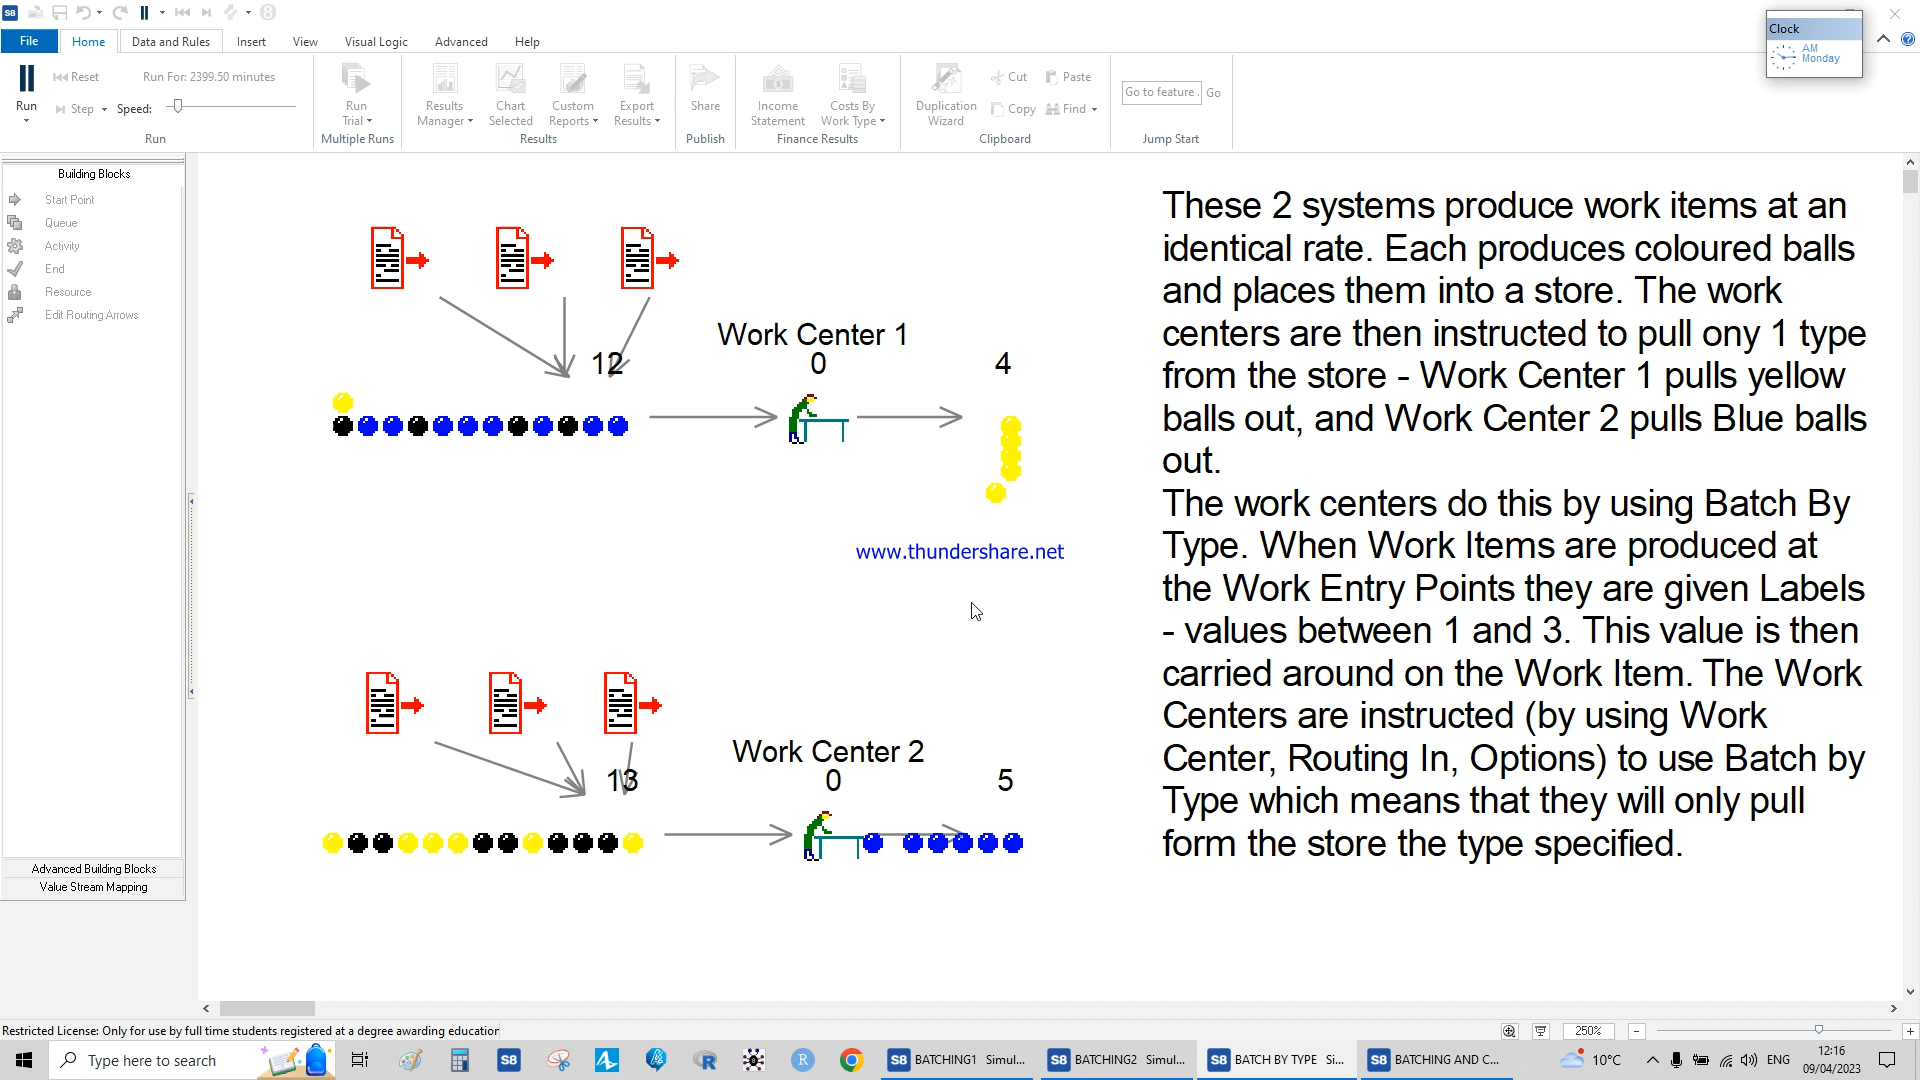 File
Home
Data and Rules
Insert
View
Visual Logic
Advanced
Help
Clock
AM
Monday
Run
Reset
Run For: 2399.50 minutes
Step
Speed:
Run
Run
Trial
Multiple Runs
Results
Manager
Chart
Selected
Custom
Reports
Export
Results
Results
Share
Publish
Income
Statement
Costs By
Work Type
Finance Results
Duplication
Wizard
Cut
Paste
Copy
Find
Clipboard
Go to feature .
Go
Jump Start
Building Blocks
Start Point
Queue
Activity
End
Resource
Edit Routing Arrows
Advanced Building Blocks
Value Stream Mapping
12
Work Center 1
0
4
www.thundershare.net
13
Work Center 2
0
5
These 2 systems produce work items at an
identical rate. Each produces coloured balls
and places them into a store. The work
centers are then instructed to pull ony 1 type
from the store - Work Center 1 pulls yellow
balls out, and Work Center 2 pulls Blue balls
out.
The work centers do this by using Batch By
Type. When Work Items are produced at
the Work Entry Points they are given Labels
- values between 1 and 3. This value is then
carried around on the Work Item. The Work
Centers are instructed (by using Work
Center, Routing In, Options) to use Batch by
Type which means that they will only pull
form the store the type specified.
Restricted License: Only for use by full time students registered at a degree awarding education
250%
Type here to search
S8
S8 BATCHING1 Simul...
S8 BATCHING2 Simul...
S8 BATCH BY TYPE Si...
S8 BATCHING AND C...
10°C
ENG
12:16
09/04/2023